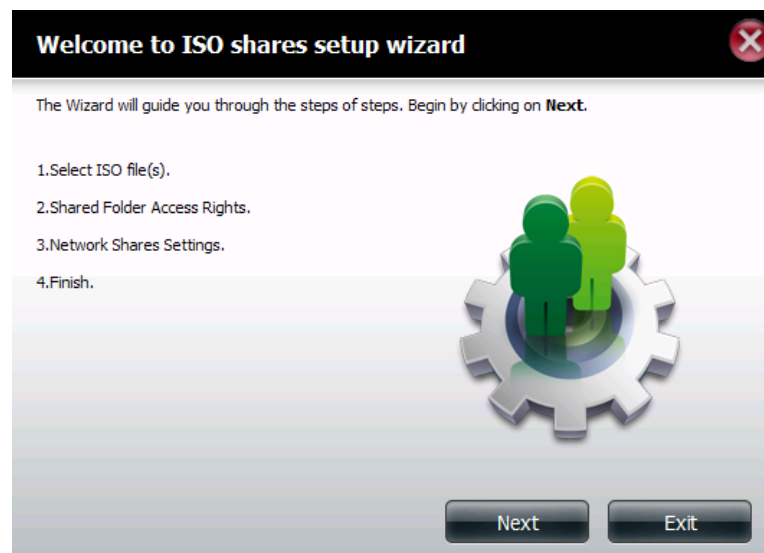 Welcome to ISO shares setup wizard
The Wizard will guide you through the steps of steps. Begin by clicking on Next.
1.Select ISO file(s).
2.Shared Folder Access Rights.
3.Network Shares Settings.
4.Finish.
Next Exit